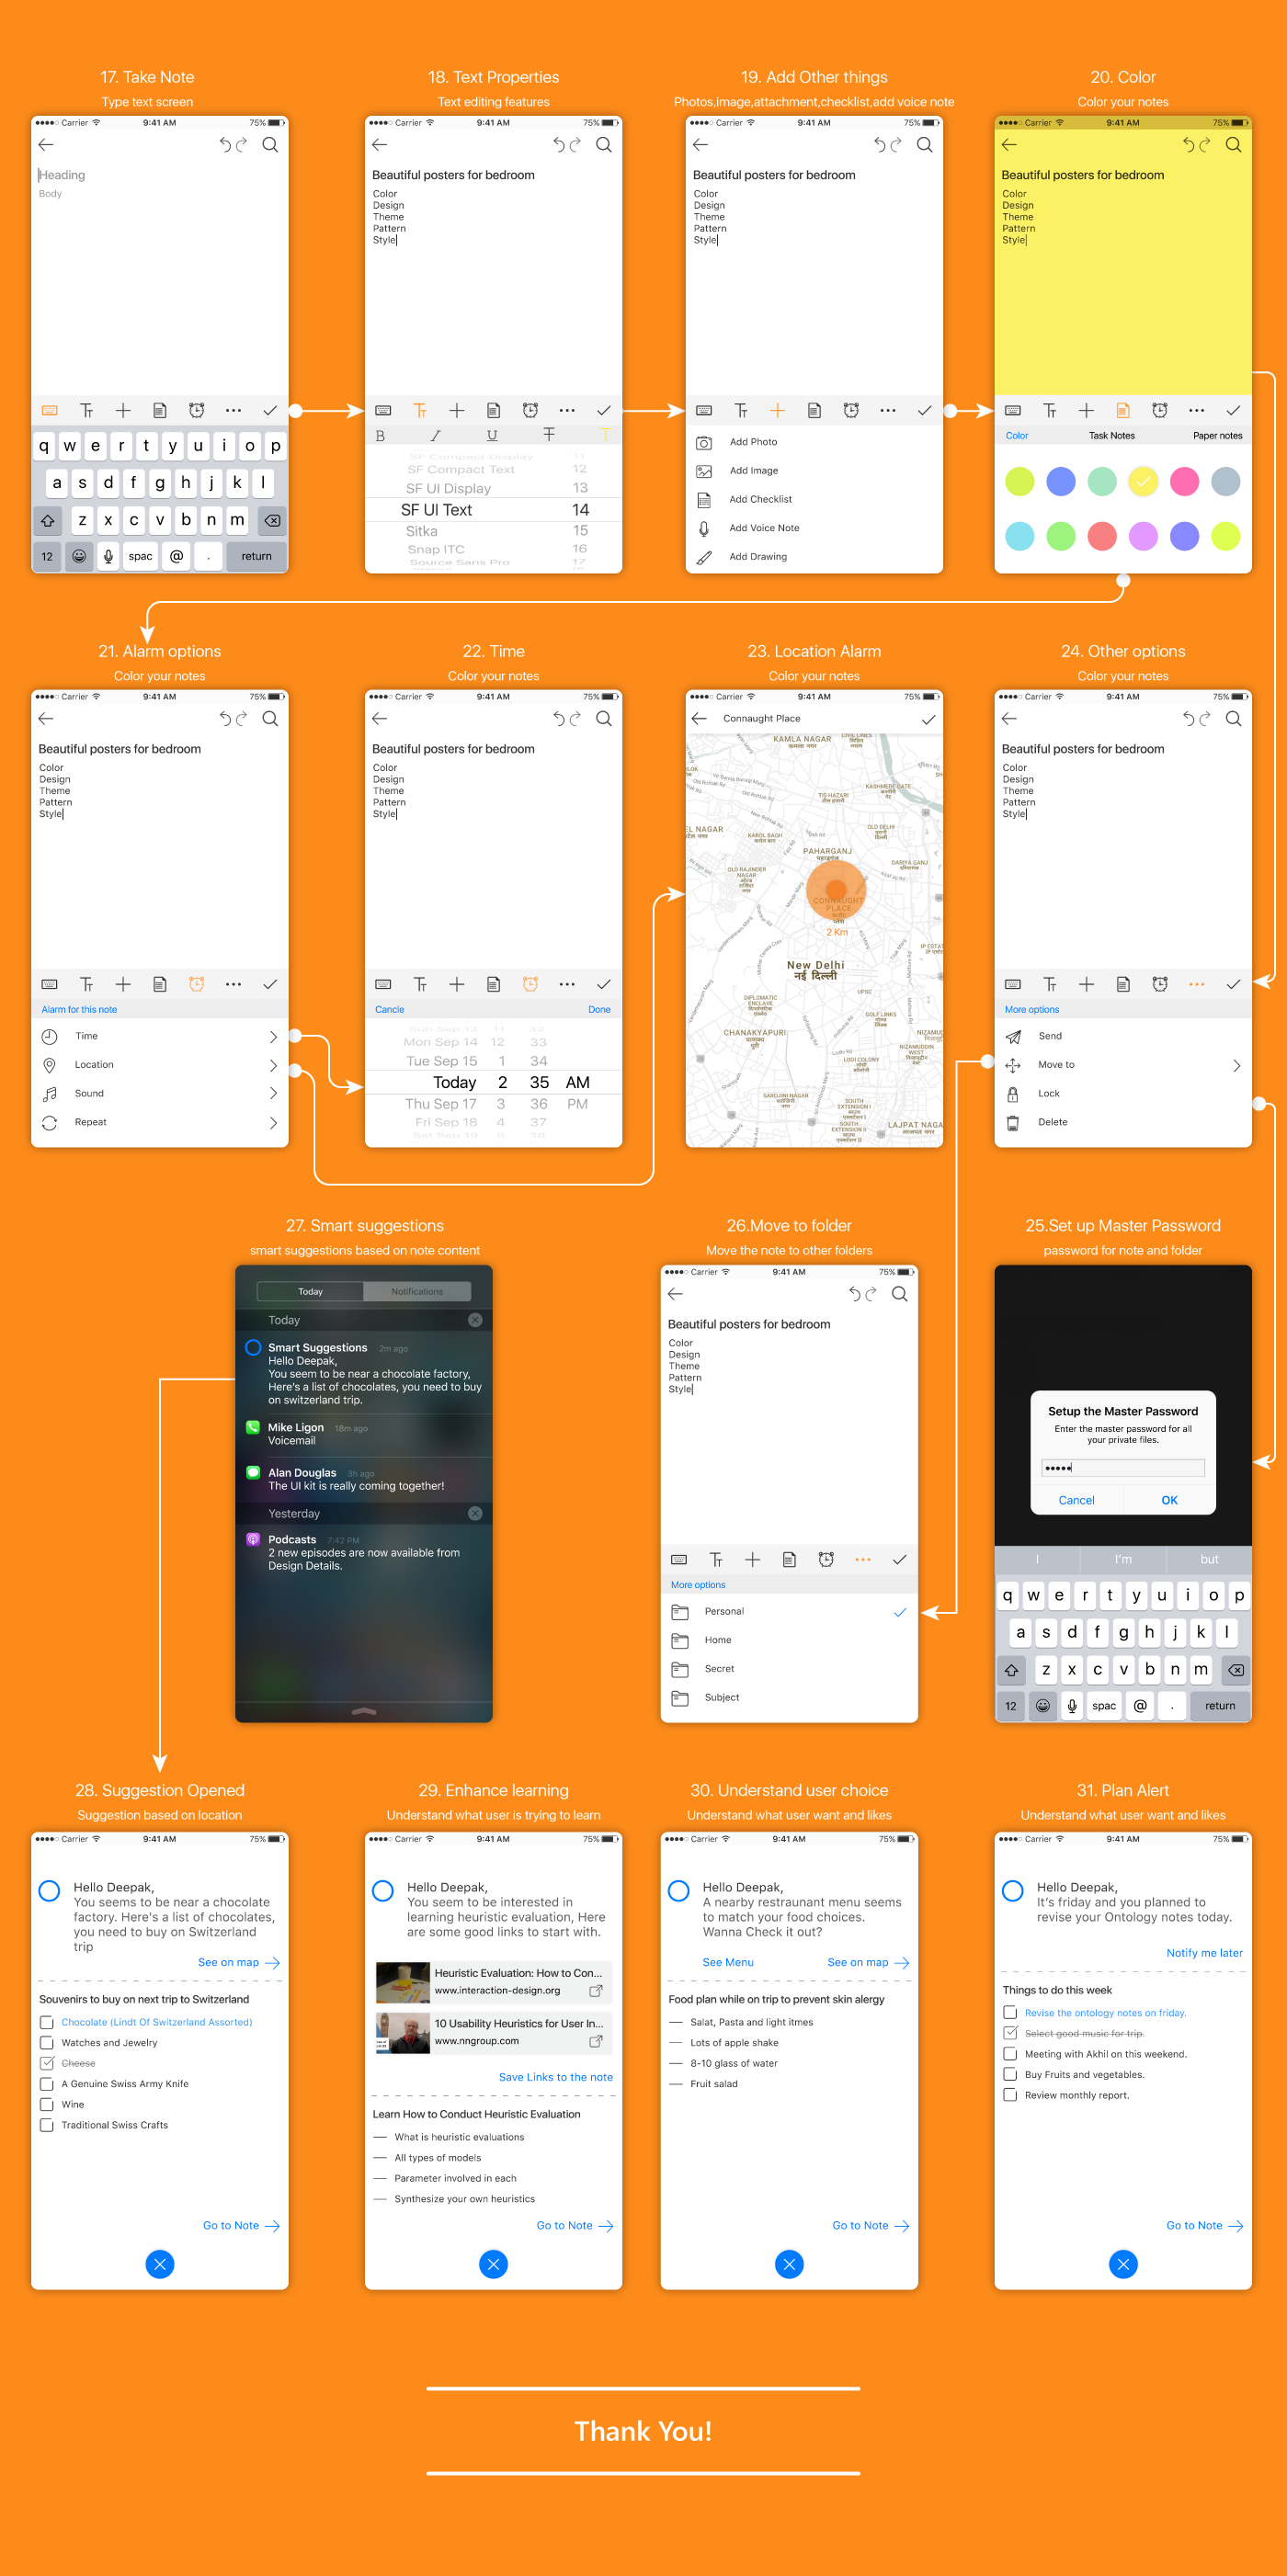 17. Take Note
Type text screen
Carrier 9:41 AM 75%
Heading
Body
q w e r t y u i o p
a s d f g h j k l
z x c v b n m
12 spac @ . return
18. Text Properties
Text editing features
Carrier 9:41 AM 75%
Beautiful posters for bedroom
Color
Design
Theme
Pattern
Style
B I U T T
SF Compact Display 11
SF Compact Text 12
SF UI Display 13
SF UI Text 14
Sitka 15
Snap ITC 16
Source Sans Pro 17
19. Add Other things
Photos,image,attachment,checklist,add voice note
Carrier 9:41 AM 75%
Beautiful posters for bedroom
Color
Design
Theme
Pattern
Style
Add Photo
Add Image
Add Checklist
Add Voice Note
Add Drawing
20. Color
Color your notes
Carrier 9:41 AM 75%
Beautiful posters for bedroom
Color
Design
Theme
Pattern
Style
Color Task Notes Paper notes
21. Alarm options
Color your notes
Carrier 9:41 AM 75%
Beautiful posters for bedroom
Color
Design
Theme
Pattern
Style
Alarm for this note
Time
Location
Sound
Repeat
22. Time
Color your notes
Carrier 9:41 AM 75%
Beautiful posters for bedroom
Color
Design
Theme
Pattern
Style
Cancle Done
Sun Sep 13 11 32
Mon Sep 14 12 33
Tue Sep 15 1 34
Today 2 35 AM
Thu Sep 17 3 36 PM
Fri Sep 18 4 37
Sat Sep 19 5 38
23. Location Alarm
Color your notes
Carrier 9:41 AM 75%
Connaught Place
KAMLA NAGAR
कमला नगर
CIVIL LINES
TIS HAZARI
KASHMERE GATE
OLD DELHI
KAROL BAGH
PAHARGANJ
पहाड़गंज
DARYA GANJ
OLD RAJINDER
NAGAR
CONNAUGHT
PLACE
2 Km
New Delhi
नई दिल्ली
UPSC
DIPLOMATIC
ENCLAVE
GOLF LINKS
CHANAKYAPURI
NIZAMUDDIN
WEST
LODI COLONY
SAROJINI NAGAR
SOUTH
EXTENSION I
SOUTH
EXTENSION II
LAJPAT NAGAR
24. Other options
Color your notes
Carrier 9:41 AM 75%
Beautiful posters for bedroom
Color
Design
Theme
Pattern
Style
More options
Send
Move to
Lock
Delete
27. Smart suggestions
smart suggestions based on note content
Today Notifications
Today
Smart Suggestions 2m ago
Hello Deepak,
You seem to be near a chocolate factory,
Here's a list of chocolates, you need to buy
on switzerland trip.
Mike Ligon 18m ago
Voicemail
Alan Douglas 3h ago
The UI kit is really coming together!
Yesterday
Podcasts 7:42 PM
2 new episodes are now available from
Design Details.
26.Move to folder
Move the note to other folders
Carrier 9:41 AM 75%
Beautiful posters for bedroom
Color
Design
Theme
Pattern
Style
More options
Personal
Home
Secret
Subject
25.Set up Master Password
password for note and folder
Setup the Master Password
Enter the master password for all
your private files.
Cancel OK
I I'm but
q w e r t y u i o p
a s d f g h j k l
z x c v b n m
12 spac @ . return
28. Suggestion Opened
Suggestion based on location
Carrier 9:41 AM 75%
Hello Deepak,
You seems to be near a chocolate
factory. Here's a list of chocolates,
you need to buy on Switzerland
trip
See on map
Souvenirs to buy on next trip to Switzerland
Chocolate (Lindt Of Switzerland Assorted)
Watches and Jewelry
Cheese
A Genuine Swiss Army Knife
Wine
Traditional Swiss Crafts
Go to Note
29. Enhance learning
Understand what user is trying to learn
Carrier 9:41 AM 75%
Hello Deepak,
You seem to be interested in
learning heuristic evaluation, Here
are some good links to start with.
Heuristic Evaluation: How to Con...
www.interaction-design.org
10 Usability Heuristics for User In...
www.nngroup.com
Save Links to the note
Learn How to Conduct Heuristic Evaluation
What is heuristic evaluations
All types of models
Parameter involved in each
Synthesize your own heuristics
Go to Note
30. Understand user choice
Understand what user want and likes
Carrier 9:41 AM 75%
Hello Deepak,
A nearby restraunant menu seems
to match your food choices.
Wanna Check it out?
See Menu See on map
Food plan while on trip to prevent skin alergy
Salat, Pasta and light itmes
Lots of apple shake
8-10 glass of water
Fruit salad
Go to Note
31. Plan Alert
Understand what user want and likes
Carrier 9:41 AM 75%
Hello Deepak,
It's friday and you planned to
revise your Ontology notes today.
Notify me later
Things to do this week
Revise the ontology notes on friday.
Select good music for trip.
Meeting with Akhil on this weekend.
Buy Fruits and vegetables.
Review monthly report.
Go to Note
Thank You!